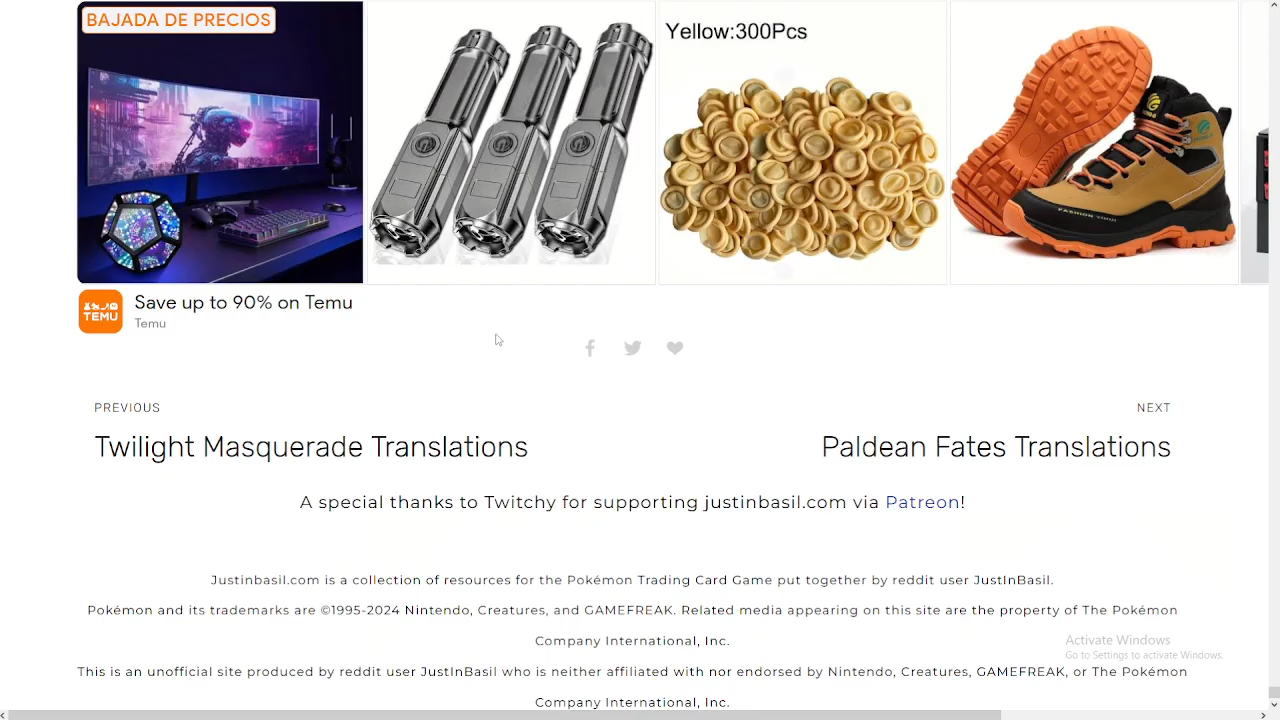 BAJADA DE PRECIOS
Yellow:300Pcs
FASHION
TEMU
Save up to 90% on Temu
Temu
PREVIOUS
NEXT
Twilight Masquerade Translations
Paldean Fates Translations
A special thanks to Twitchy for supporting justinbasil.com via Patreon!
Justinbasil.com is a collection of resources for the Pokémon Trading Card Game put together by reddit user JustInBasil.
Pokémon and its trademarks are ©1995-2024 Nintendo, Creatures, and GAMEFREAK. Related media appearing on this site are the property of The Pokémon
Company International, Inc.
Activate Windows
Go to Settings to activate Windows.
This is an unofficial site produced by reddit user JustInBasil who is neither affiliated with nor endorsed by Nintendo, Creatures, GAMEFREAK, or The Pokémon
Company International, Inc.